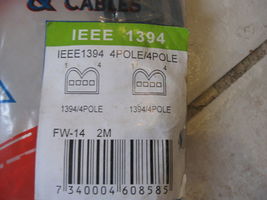 & CABLES
IEEE 1394
IEEE1394 4POLE/4POLE
1 4 1 4
1394/4POLE 1394/4POLE
FW-14 2M
7 340004 608585